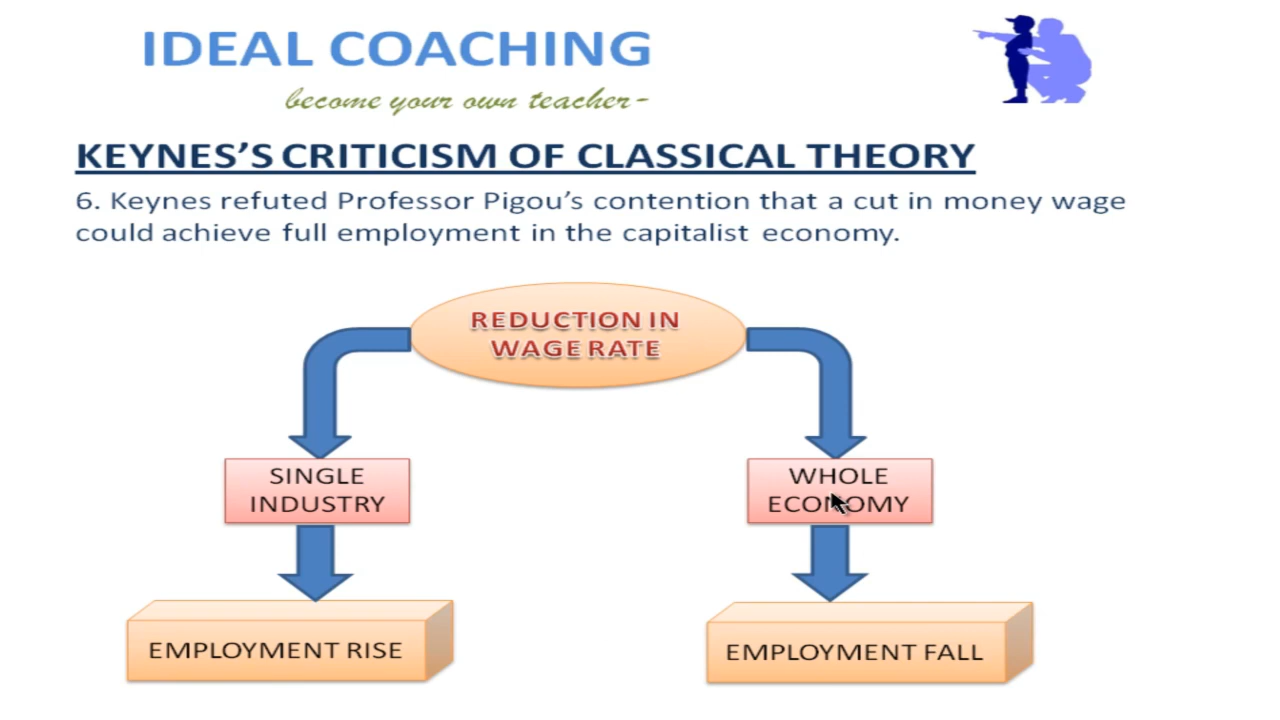 IDEAL COACHING
become your own teacher-
KEYNES'S CRITICISM OF CLASSICAL THEORY
6. Keynes refuted Professor Pigou's contention that a cut in money wage
could achieve full employment in the capitalist economy.
REDUCTION IN
WAGE RATE
SINGLE
INDUSTRY
WHOLE
ECONOMY
EMPLOYMENT RISE
EMPLOYMENT FALL